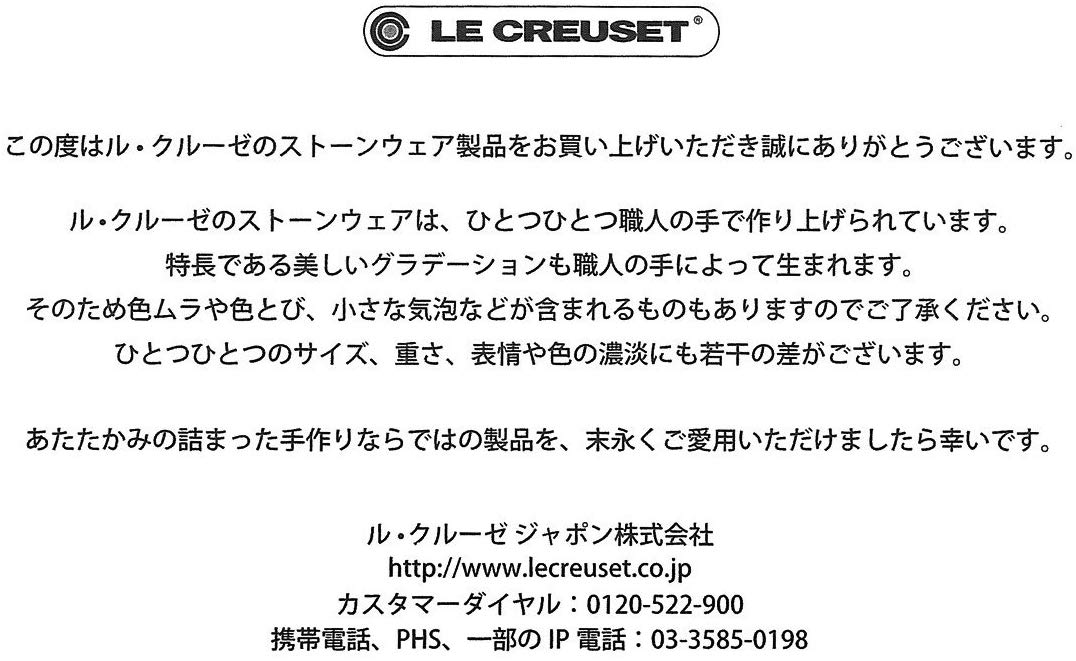 LE CREUSET®
この度はル・クルーゼのストーンウェア製品をお買い上げいただき誠にありがとうございます。
ル・クルーゼのストーンウェアは、ひとつひとつ職人の手で作り上げられています。
特長である美しいグラデーションも職人の手によって生まれます。
そのため色ムラや色とび、小さな気泡などが含まれるものもありますのでご了承ください。
ひとつひとつのサイズ、重さ、表情や色の濃淡にも若干の差がございます。
あたたかみの詰まった手作りならではの製品を、末永くご愛用いただけましたら幸いです。
ル・クルーゼ ジャポン株式会社
http://www.lecreuset.co.jp
カスタマーダイヤル：0120-522-900
携帯電話、PHS、一部の IP 電話：03-3585-0198